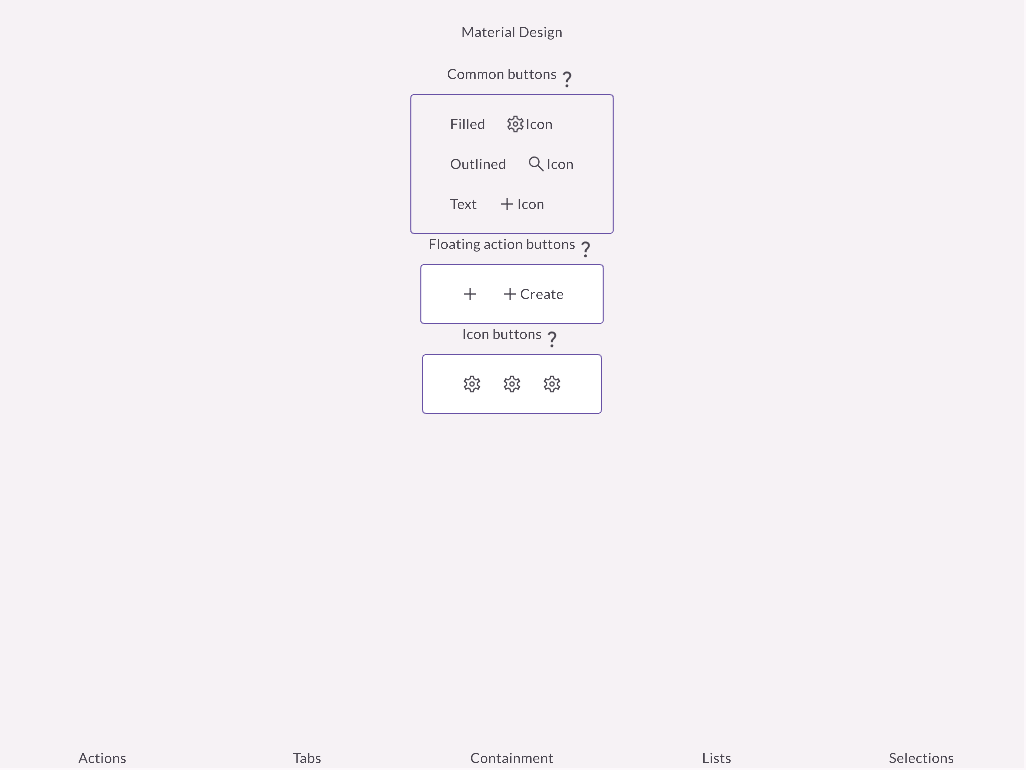 Material Design
Common buttons ?
Filled Icon
Outlined Icon
Text + Icon
Floating action buttons ?
+ + Create
Icon buttons ?
Actions Tabs Containment Lists Selections